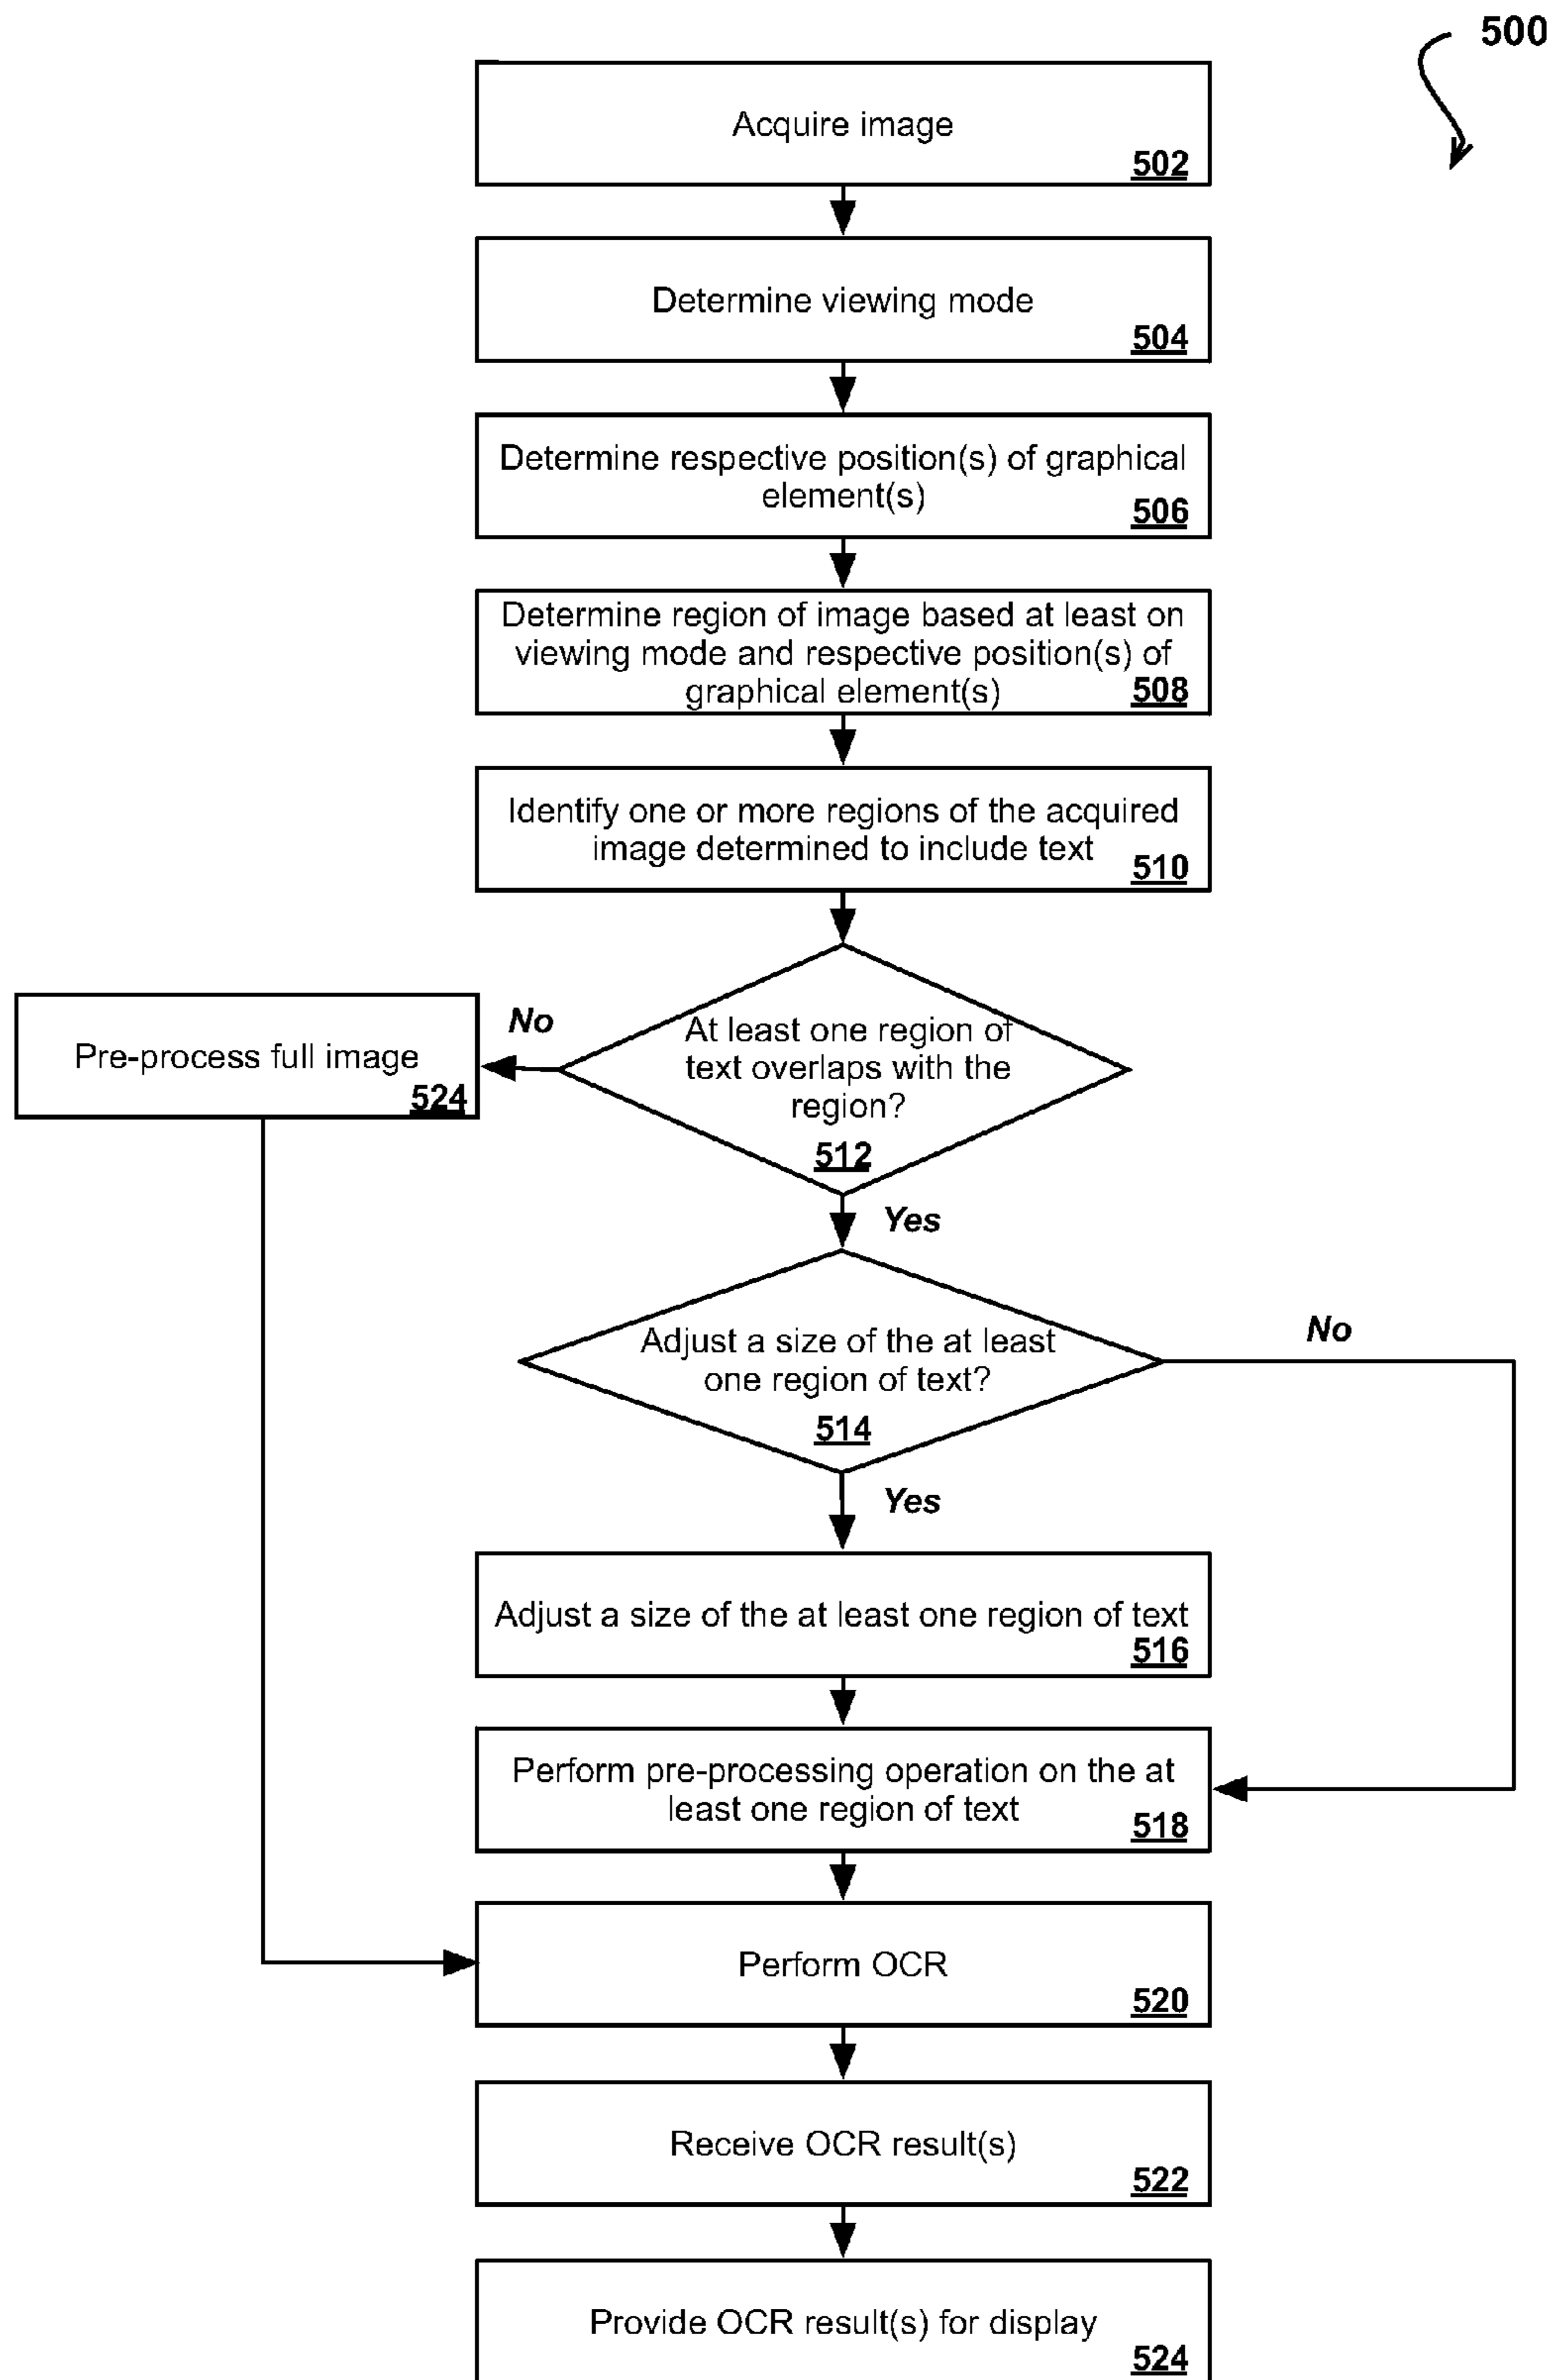 500
Acquire image
502
Determine viewing mode
504
Determine respective position(s) of graphical
element(s)
506
Determine region of image based at least on
viewing mode and respective position(s) of
graphical element(s)
508
Identify one or more regions of the acquired
image determined to include text
510
No
Pre-process full image
524
At least one region of
text overlaps with the
region?
512
Yes
Adjust a size of the at least
one region of text?
514
No
Yes
Adjust a size of the at least one region of text
516
Perform pre-processing operation on the at
least one region of text
518
Perform OCR
520
Receive OCR result(s)
522
Provide OCR result(s) for display
524